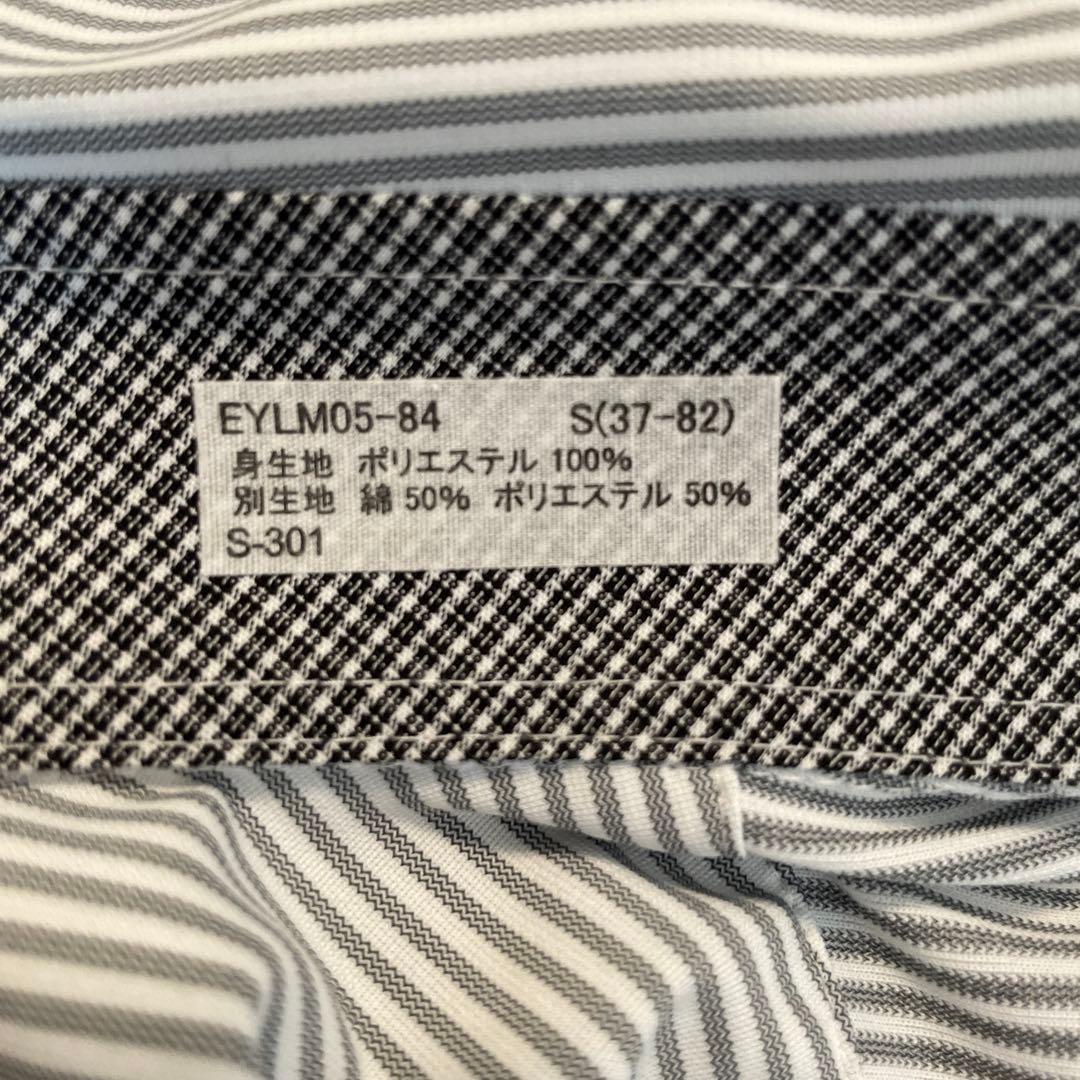 EYLM05-84 S(37-82)
身生地 ポリエステル 100%
別生地 綿 50% ポリエステル 50%
S-301